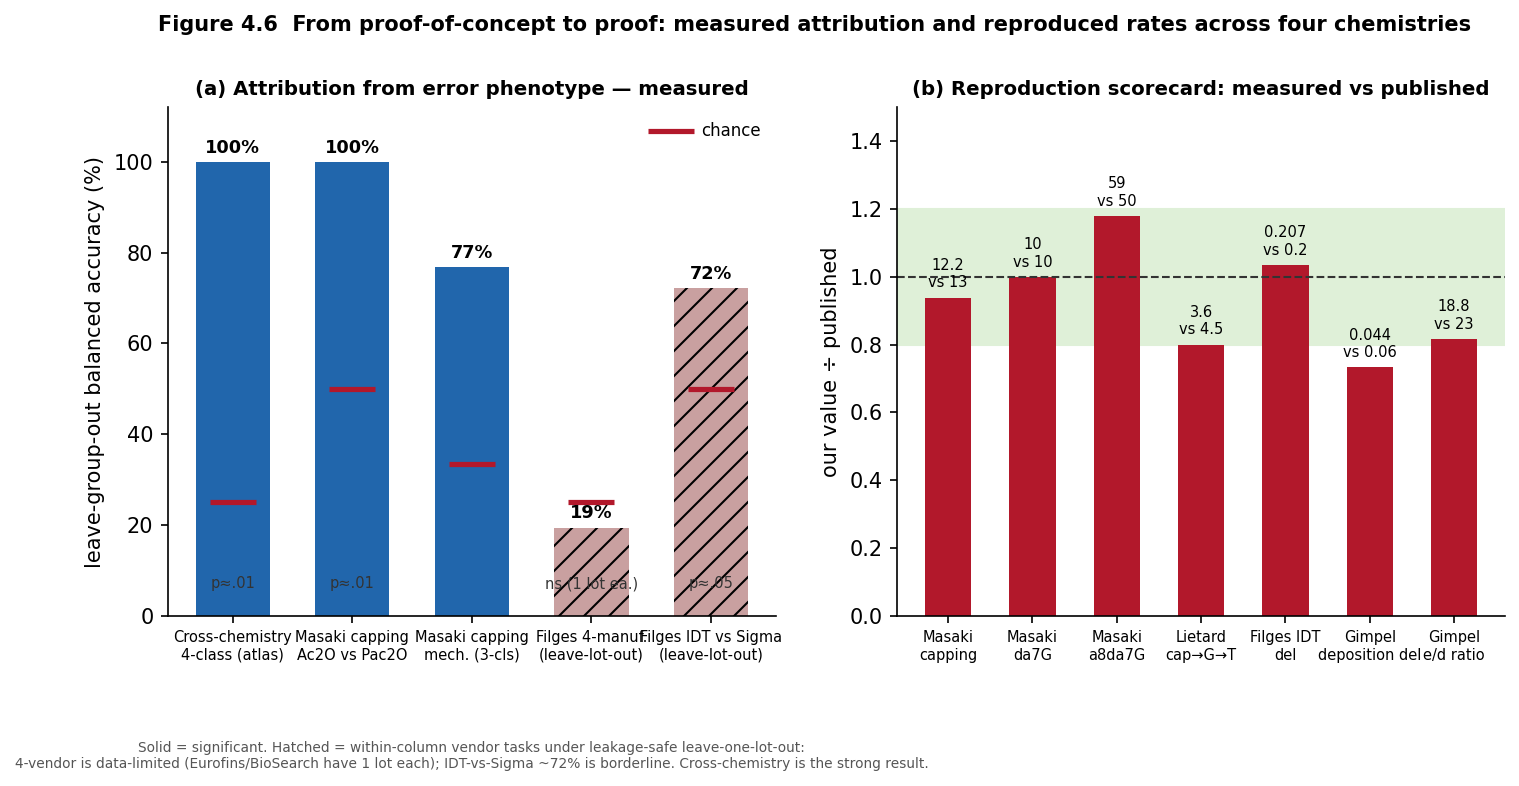 Figure 4.6  From proof-of-concept to proof: measured attribution and reproduced rates across four chemistries
(a) Attribution from error phenotype — measured
leave-group-out balanced accuracy (%)
100
80
60
40
20
0
chance
100%
100%
77%
19%
72%
p≈.01
p≈.01
ns (1 lot ea.)
p≈.05
Cross-chemistry
4-class (atlas)
Masaki capping
Ac2O vs Pac2O
Masaki capping
mech. (3-cls)
Filges 4-manuf.
(leave-lot-out)
Filges IDT vs Sigma
(leave-lot-out)
(b) Reproduction scorecard: measured vs published
our value ÷ published
1.4
1.2
1.0
0.8
0.6
0.4
0.2
0.0
12.2
vs 13
10
vs 10
59
vs 50
3.6
vs 4.5
0.207
vs 0.2
0.044
vs 0.06
18.8
vs 23
Masaki
capping
Masaki
da7G
Masaki
a8da7G
Lietard
cap→G→T
Filges IDT
del
Gimpel
deposition del
Gimpel
e/d ratio
Solid = significant. Hatched = within-column vendor tasks under leakage-safe leave-one-lot-out:
4-vendor is data-limited (Eurofins/BioSearch have 1 lot each); IDT-vs-Sigma ~72% is borderline. Cross-chemistry is the strong result.